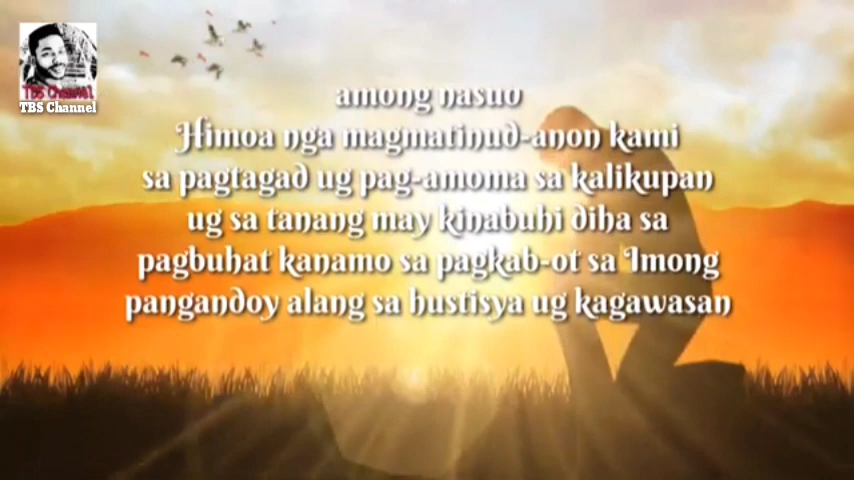 TBS Channel
TBS Channel
among nasuo
Himoa nga magmatinud-anon kami
sa pagtagad ug pag-amoma sa kalikupan
ug sa tanang may kinabuhi diha sa
pagbuhat kanamo sa pagkab-ot sa Imong
pangandoy alang sa hustisya ug kagawasan